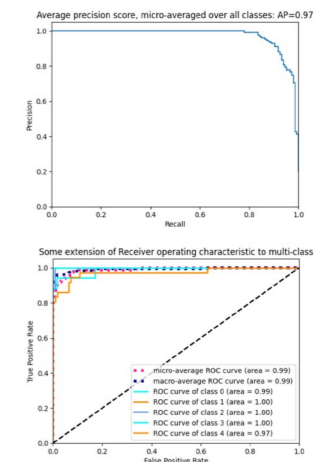 Average precision score, micro-averaged over all classes: AP=0.97
1.0
0.8
0.6
0.4
0.2
0.0
Precision
0.0 0.2 0.4 0.6 0.8 1.0
Recall
Some extension of Receiver operating characteristic to multi-class
1.0
0.8
0.6
0.4
0.2
0.0
True Positive Rate
micro-average ROC curve (area = 0.99)
macro-average ROC curve (area = 0.99)
ROC curve of class 0 (area = 0.99)
ROC curve of class 1 (area = 1.00)
ROC curve of class 2 (area = 1.00)
ROC curve of class 3 (area = 1.00)
ROC curve of class 4 (area = 0.97)
0.0 0.2 0.4 0.6 0.8 1.0
False Positive Rate